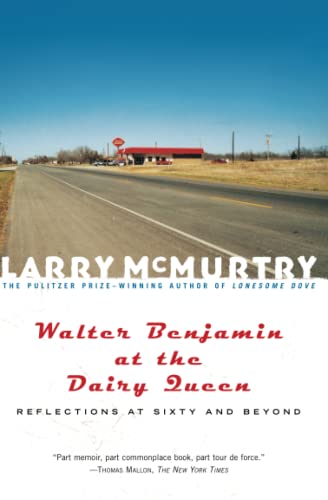 LARRY McMURTRY
THE PULITZER PRIZE–WINNING AUTHOR OF LONESOME DOVE
Walter Benjamin
at the
Dairy Queen
REFLECTIONS AT SIXTY AND BEYOND
"Part memoir, part commonplace book, part tour de force."
—THOMAS MALLON, THE NEW YORK TIMES